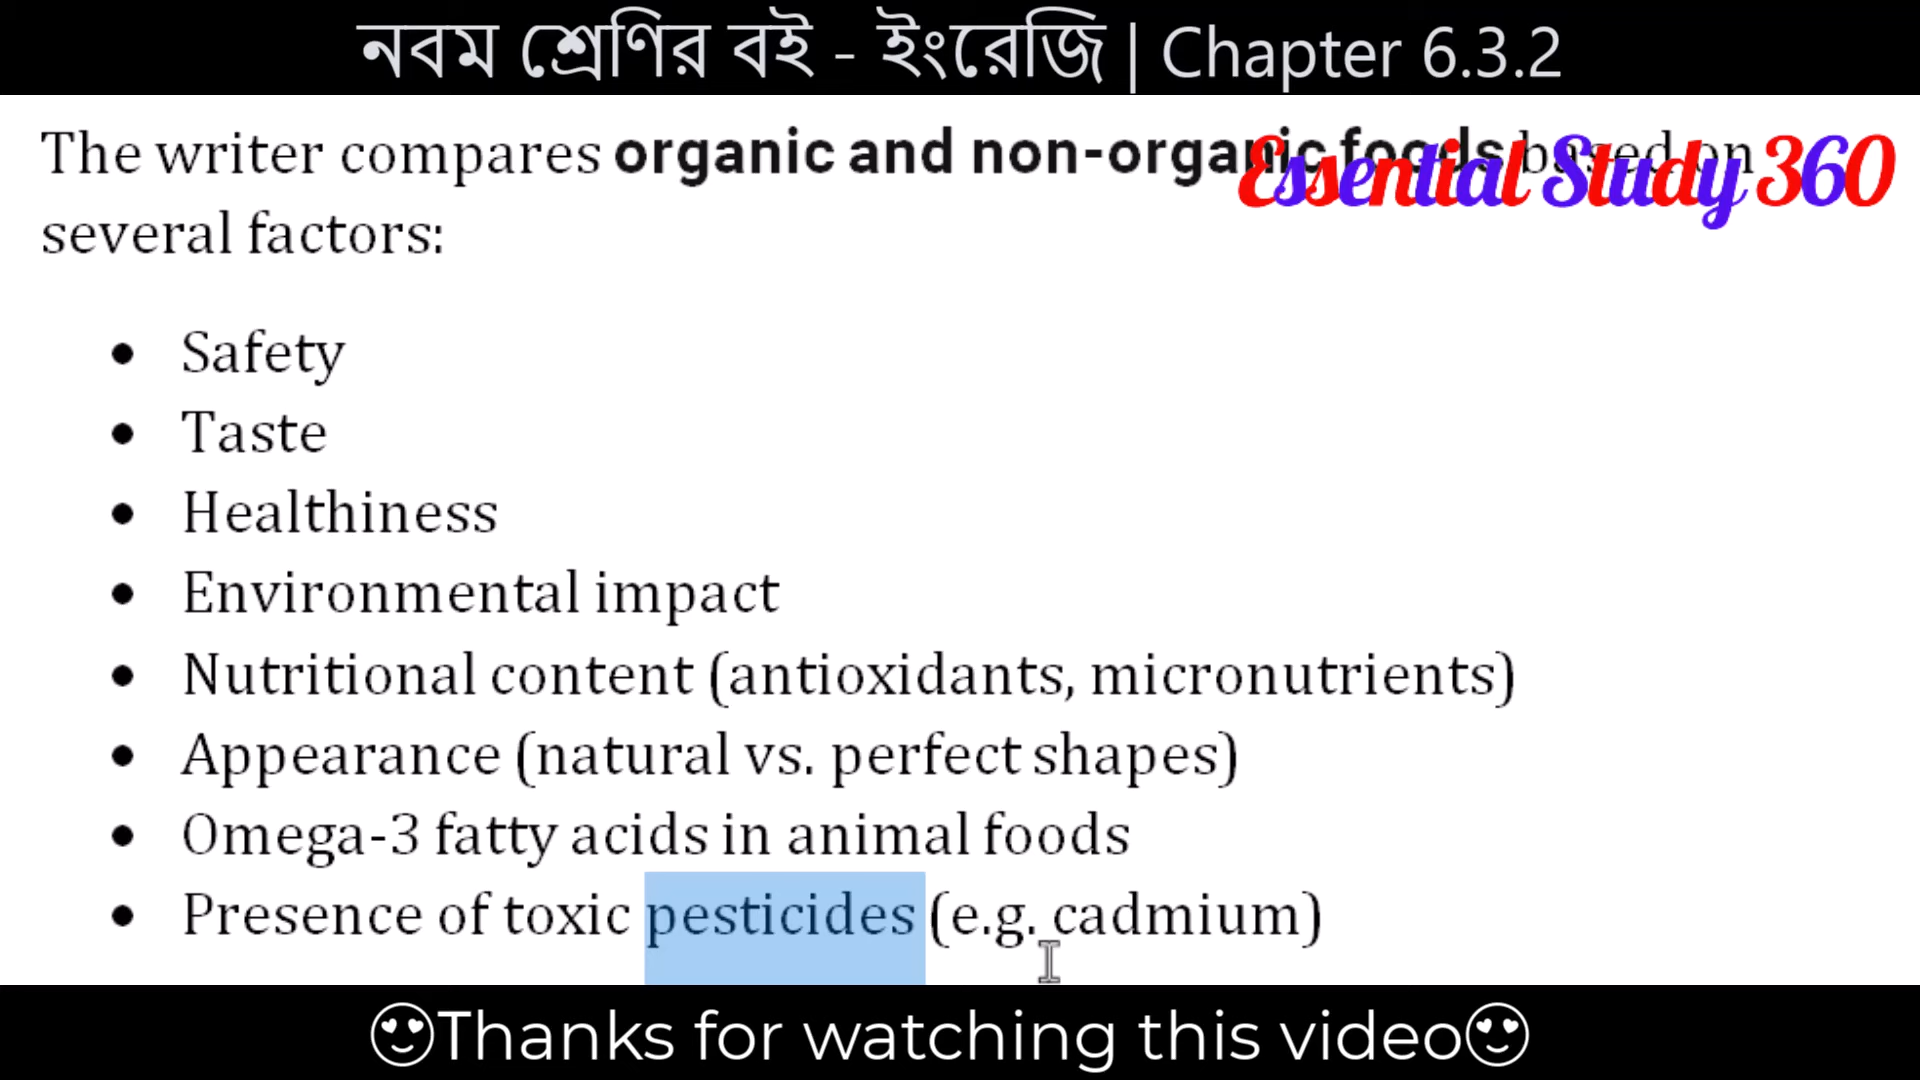 নবম শ্রেণির বই - ইংরেজি | Chapter 6.3.2
The writer compares organic and non-organic foods based on
Essential Study 360
several factors:
• Safety
• Taste
• Healthiness
• Environmental impact
• Nutritional content (antioxidants, micronutrients)
• Appearance (natural vs. perfect shapes)
• Omega-3 fatty acids in animal foods
• Presence of toxic pesticides (e.g. cadmium)
😍Thanks for watching this video😍